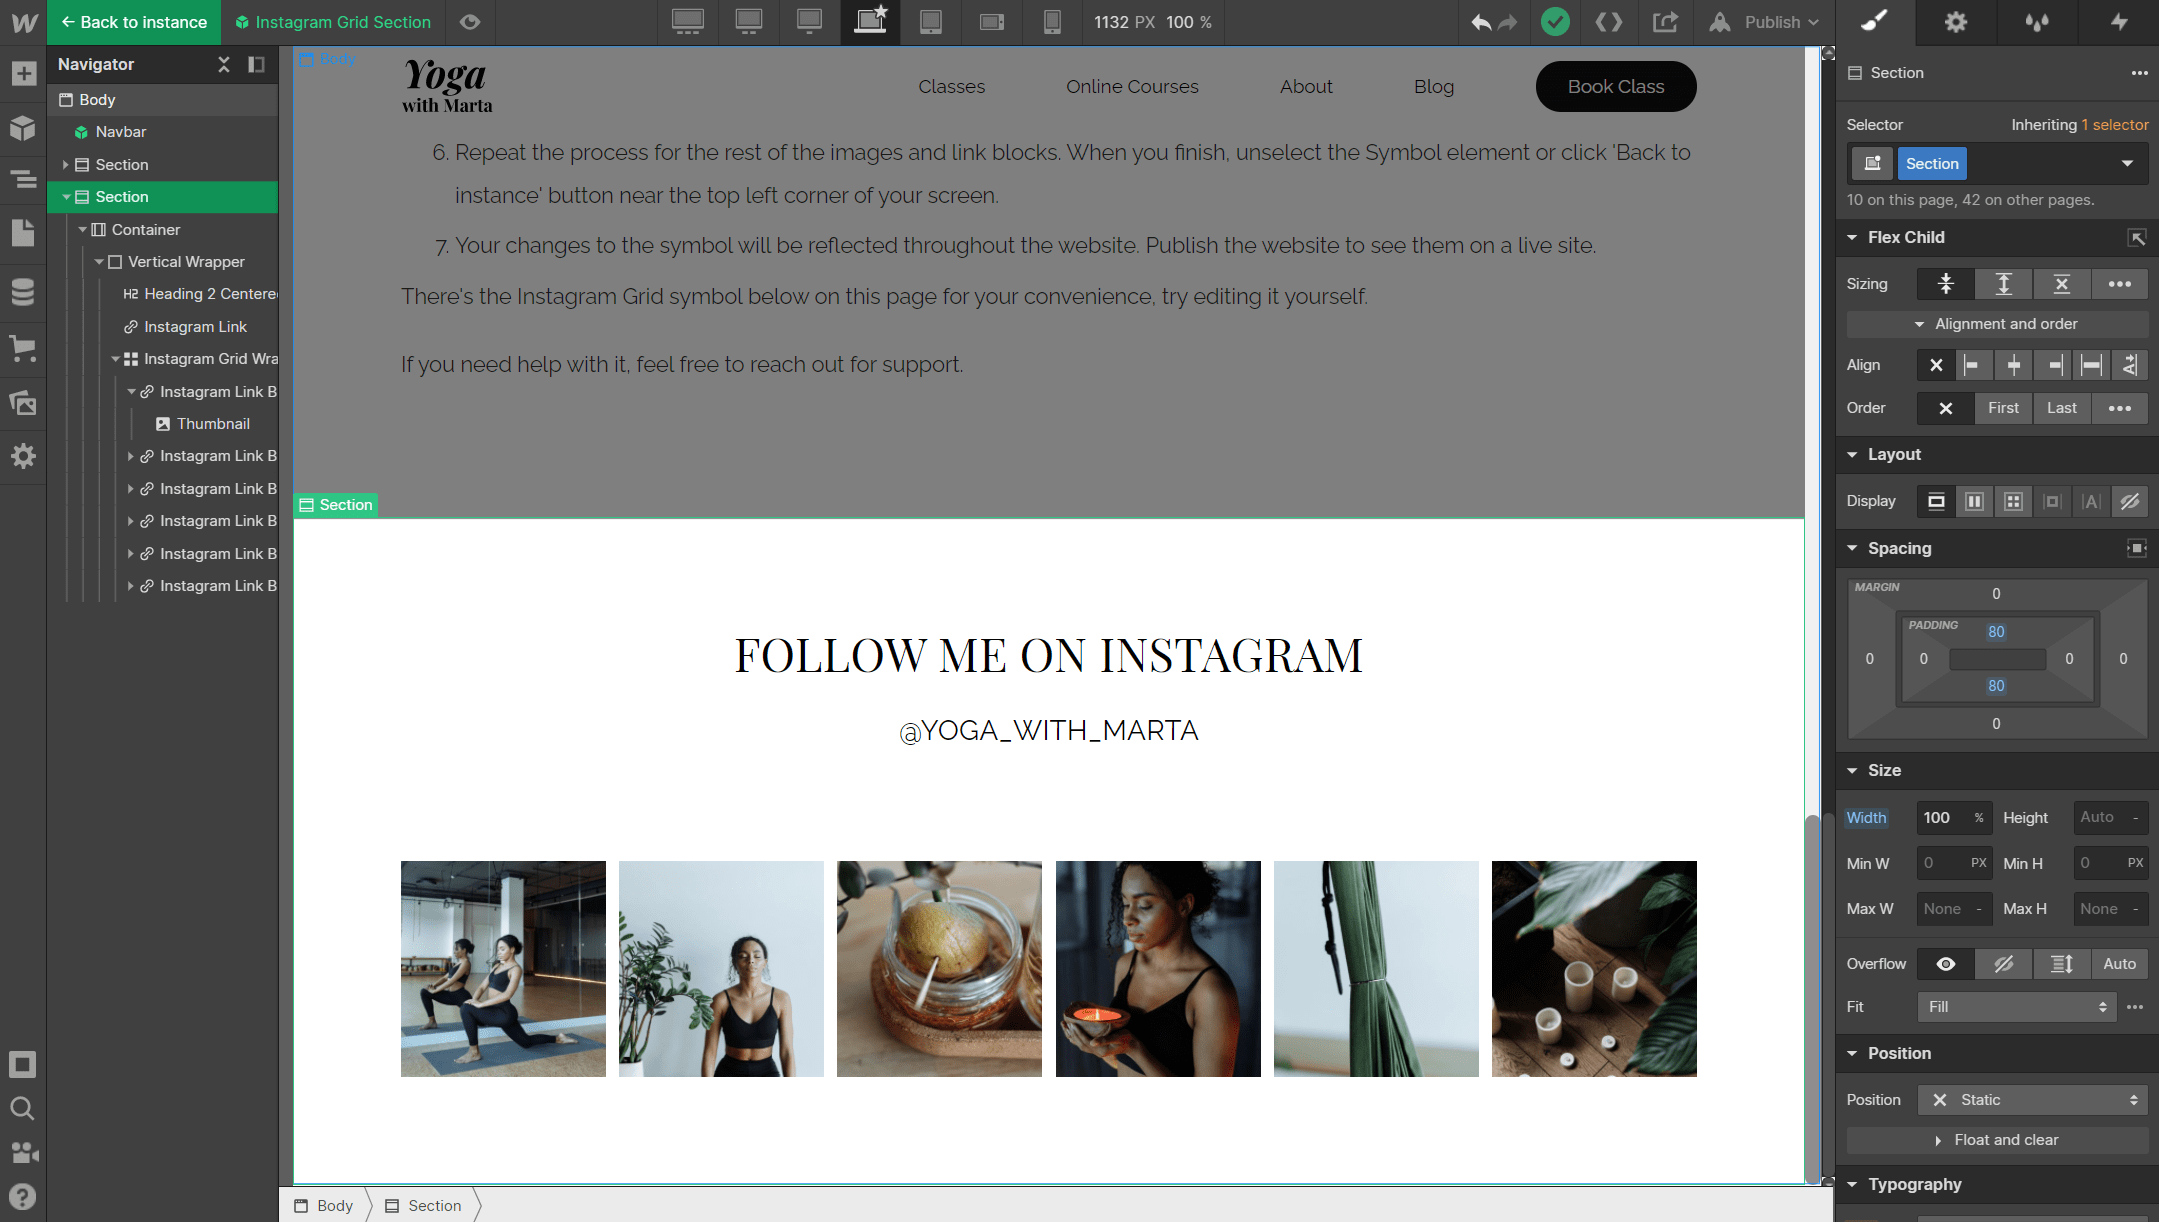 Back to instance
Instagram Grid Section
1132 PX 100 %
Publish
Navigator
Body
Navbar
Section
Section
Container
Vertical Wrapper
H2 Heading 2 Centere
Instagram Link
Instagram Grid Wra
Instagram Link B
Thumbnail
Instagram Link B
Instagram Link B
Instagram Link B
Instagram Link B
Instagram Link B
Body
Yoga
with Marta
Classes
Online Courses
About
Blog
Book Class
6. Repeat the process for the rest of the images and link blocks. When you finish, unselect the Symbol element or click 'Back to
instance' button near the top left corner of your screen.
7. Your changes to the symbol will be reflected throughout the website. Publish the website to see them on a live site.
There's the Instagram Grid symbol below on this page for your convenience, try editing it yourself.
If you need help with it, feel free to reach out for support.
Section
FOLLOW ME ON INSTAGRAM
@YOGA_WITH_MARTA
Body
Section
Section
Selector
Inheriting 1 selector
Section
10 on this page, 42 on other pages.
Flex Child
Sizing
Alignment and order
Align
Order
First
Last
Layout
Display
Spacing
MARGIN
0
PADDING
80
0
0
0
0
80
0
Size
Width 100 % Height Auto -
Min W 0 PX Min H 0 PX
Max W None - Max H None -
Overflow
Auto
Fit
Fill
Position
Position
Static
Float and clear
Typography